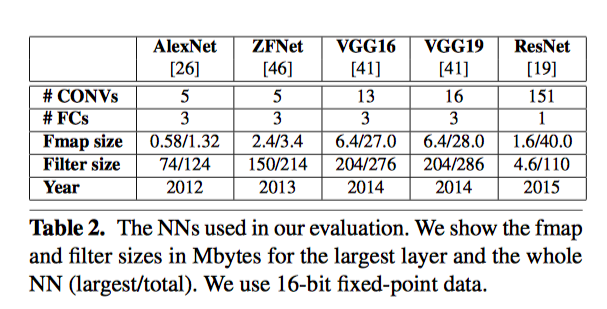 AlexNet ZFNet VGG16 VGG19 ResNet
[26] [46] [41] [41] [19]
# CONVs 5 5 13 16 151
# FCs 3 3 3 3 1
Fmap size 0.58/1.32 2.4/3.4 6.4/27.0 6.4/28.0 1.6/40.0
Filter size 74/124 150/214 204/276 204/286 4.6/110
Year 2012 2013 2014 2014 2015
Table 2. The NNs used in our evaluation. We show the fmap
and filter sizes in Mbytes for the largest layer and the whole
NN (largest/total). We use 16-bit fixed-point data.